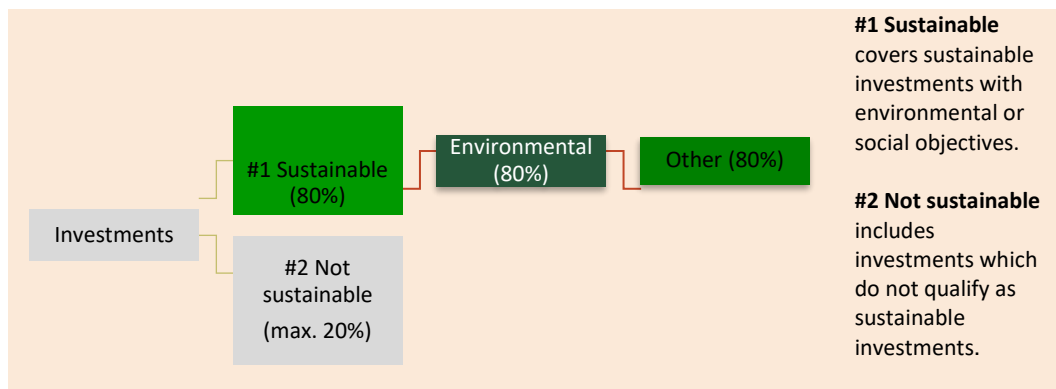 Investments
#1 Sustainable
(80%)
#2 Not
sustainable
(max. 20%)
Environmental
(80%)
Other (80%)
#1 Sustainable
covers sustainable
investments with
environmental or
social objectives.
#2 Not sustainable
includes
investments which
do not qualify as
sustainable
investments.